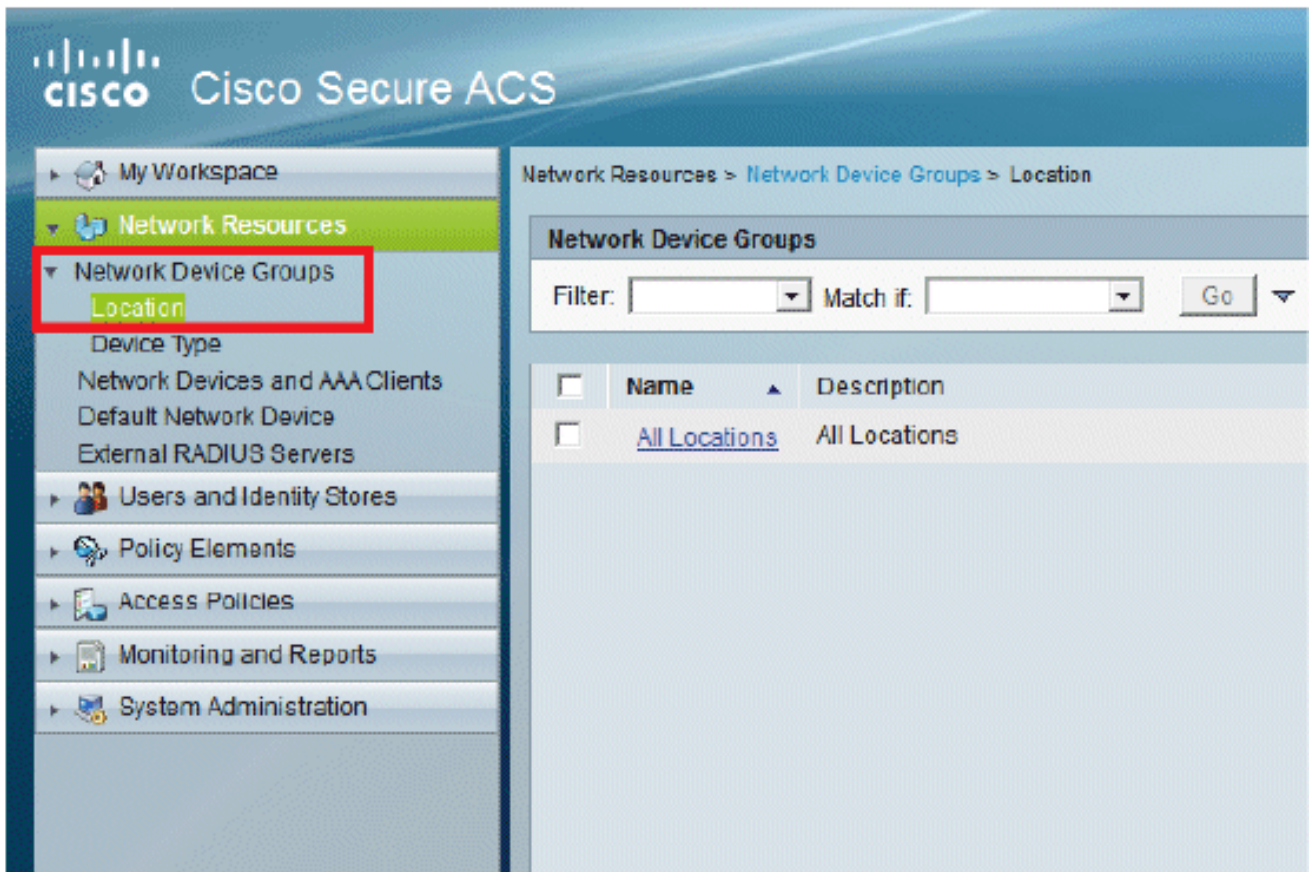 CISCO Cisco Secure ACS
My Workspace
Network Resources
Network Device Groups
Location
Device Type
Network Devices and AAA Clients
Default Network Device
External RADIUS Servers
Users and Identity Stores
Policy Elements
Access Policies
Monitoring and Reports
System Administration
Network Resources > Network Device Groups > Location
Network Device Groups
Filter: Match if: Go
Name Description
All Locations All Locations